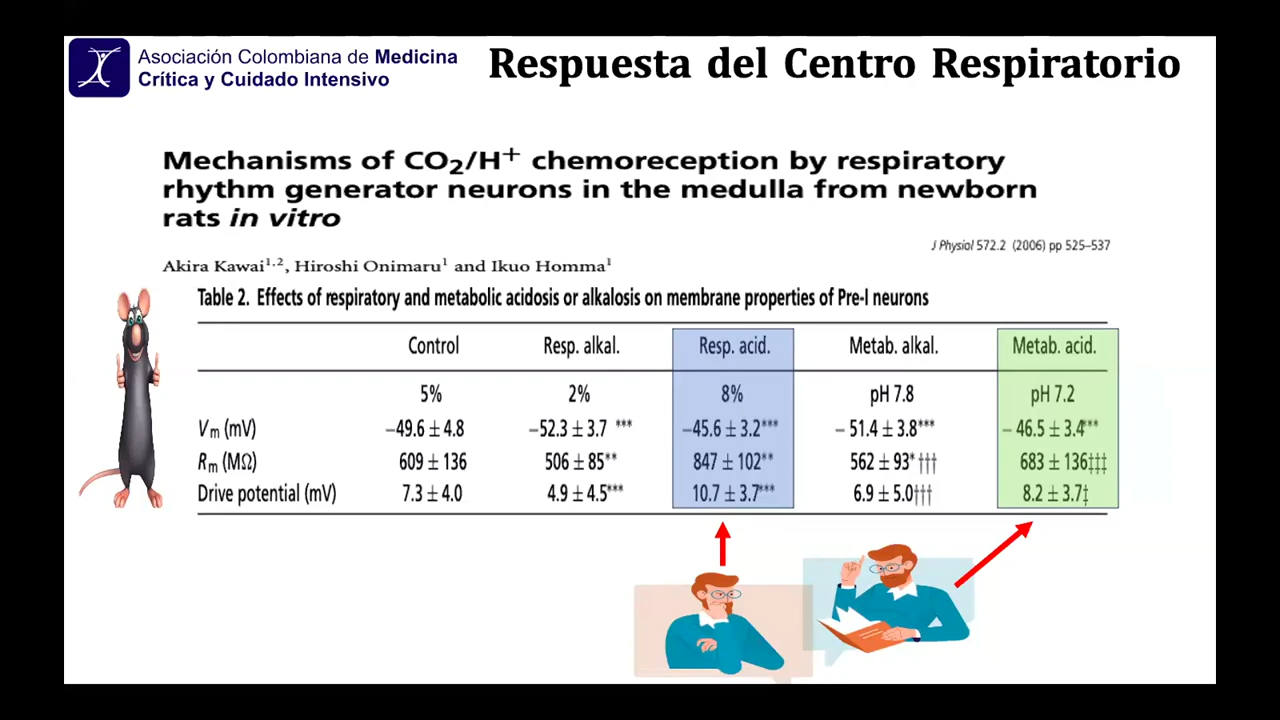 Asociación Colombiana de Medicina
Crítica y Cuidado Intensivo
Respuesta del Centro Respiratorio
Mechanisms of CO₂/H⁺ chemoreception by respiratory
rhythm generator neurons in the medulla from newborn
rats in vitro
J Physiol 572.2 (2006) pp 525–537
Akira Kawai¹,², Hiroshi Onimaru¹ and Ikuo Homma¹
Table 2. Effects of respiratory and metabolic acidosis or alkalosis on membrane properties of Pre-I neurons
Control Resp. alkal. Resp. acid. Metab. alkal. Metab. acid.
5% 2% 8% pH 7.8 pH 7.2
Vm (mV) −49.6 ± 4.8 −52.3 ± 3.7 *** −45.6 ± 3.2*** − 51.4 ± 3.8*** − 46.5 ± 3.4***
Rm (MΩ) 609 ± 136 506 ± 85** 847 ± 102** 562 ± 93* ††† 683 ± 136‡‡‡
Drive potential (mV) 7.3 ± 4.0 4.9 ± 4.5*** 10.7 ± 3.7*** 6.9 ± 5.0††† 8.2 ± 3.7‡